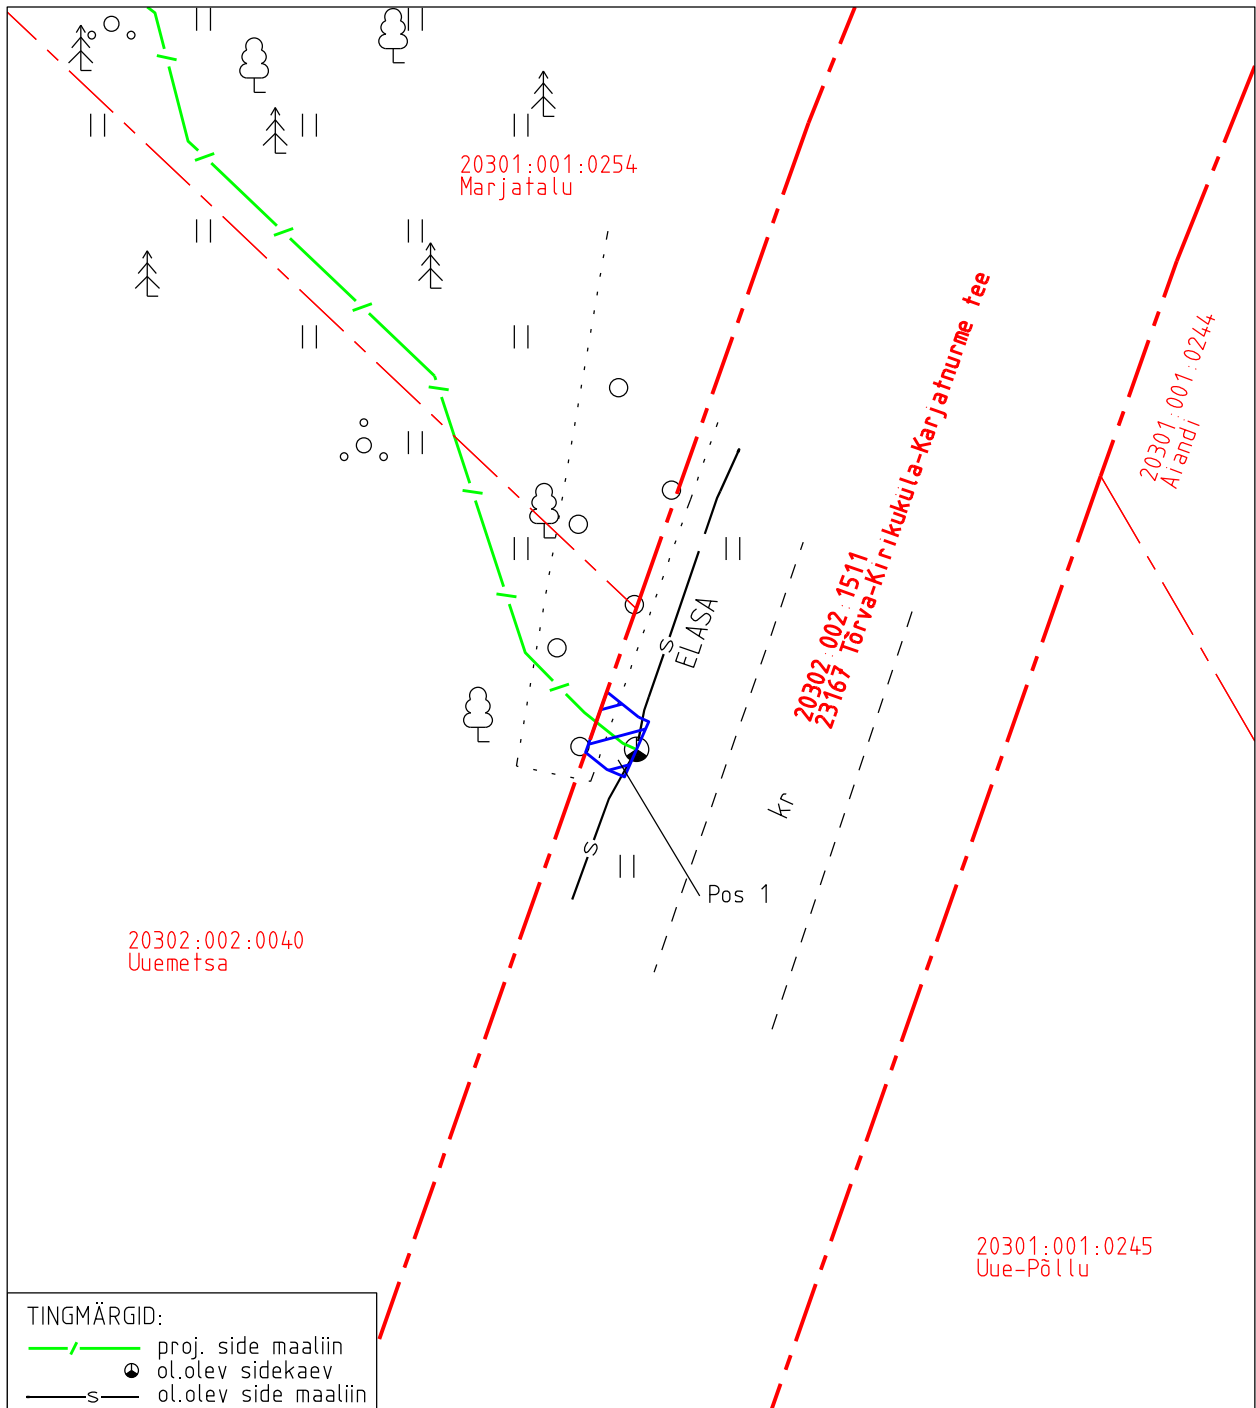 20301:001:0254
Marjatalu
20301:001:0244
Aiandi
20302:002:1511
23167 Tõrva-Kirikuküla-Karjatnurme tee
ELASA
s
kr
s
Pos 1
20302:002:0040
Uuemetsa
20301:001:0245
Uue-Põllu
TINGMÄRGID:
proj. side maaliin
ol.olev sidekaev
s ol.olev side maaliin